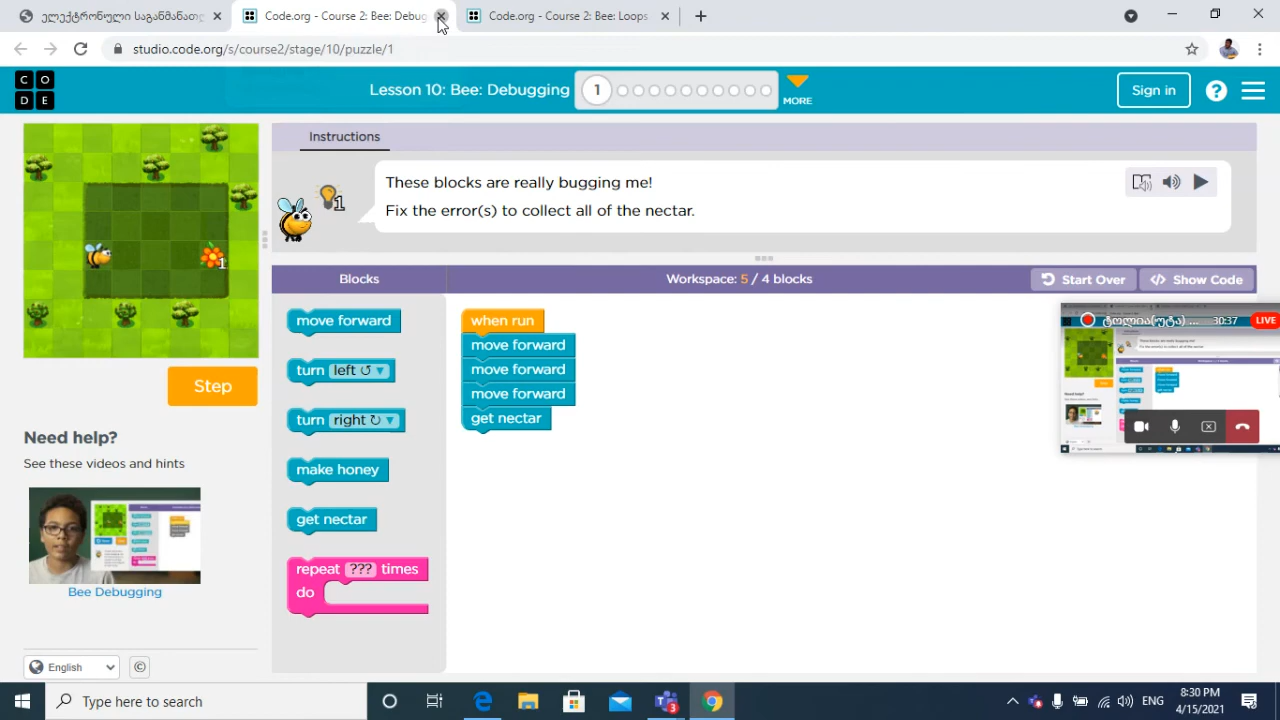 ელექტრონული საგანმანათ
Code.org - Course 2: Bee: Debug
Code.org - Course 2: Bee: Loops
studio.code.org/s/course2/stage/10/puzzle/1
C O
D E
Lesson 10: Bee: Debugging
1
MORE
Sign in
?
Instructions
1
These blocks are really bugging me!
Fix the error(s) to collect all of the nectar.
1
Blocks
Workspace: 5 / 4 blocks
Start Over
Show Code
move forward
turn left
turn right
make honey
get nectar
repeat ??? times
do
when run
move forward
move forward
move forward
get nectar
Step
Need help?
See these videos and hints
Bee Debugging
English
©
30:37
LIVE
Type here to search
3
ENG
8:30 PM
4/15/2021